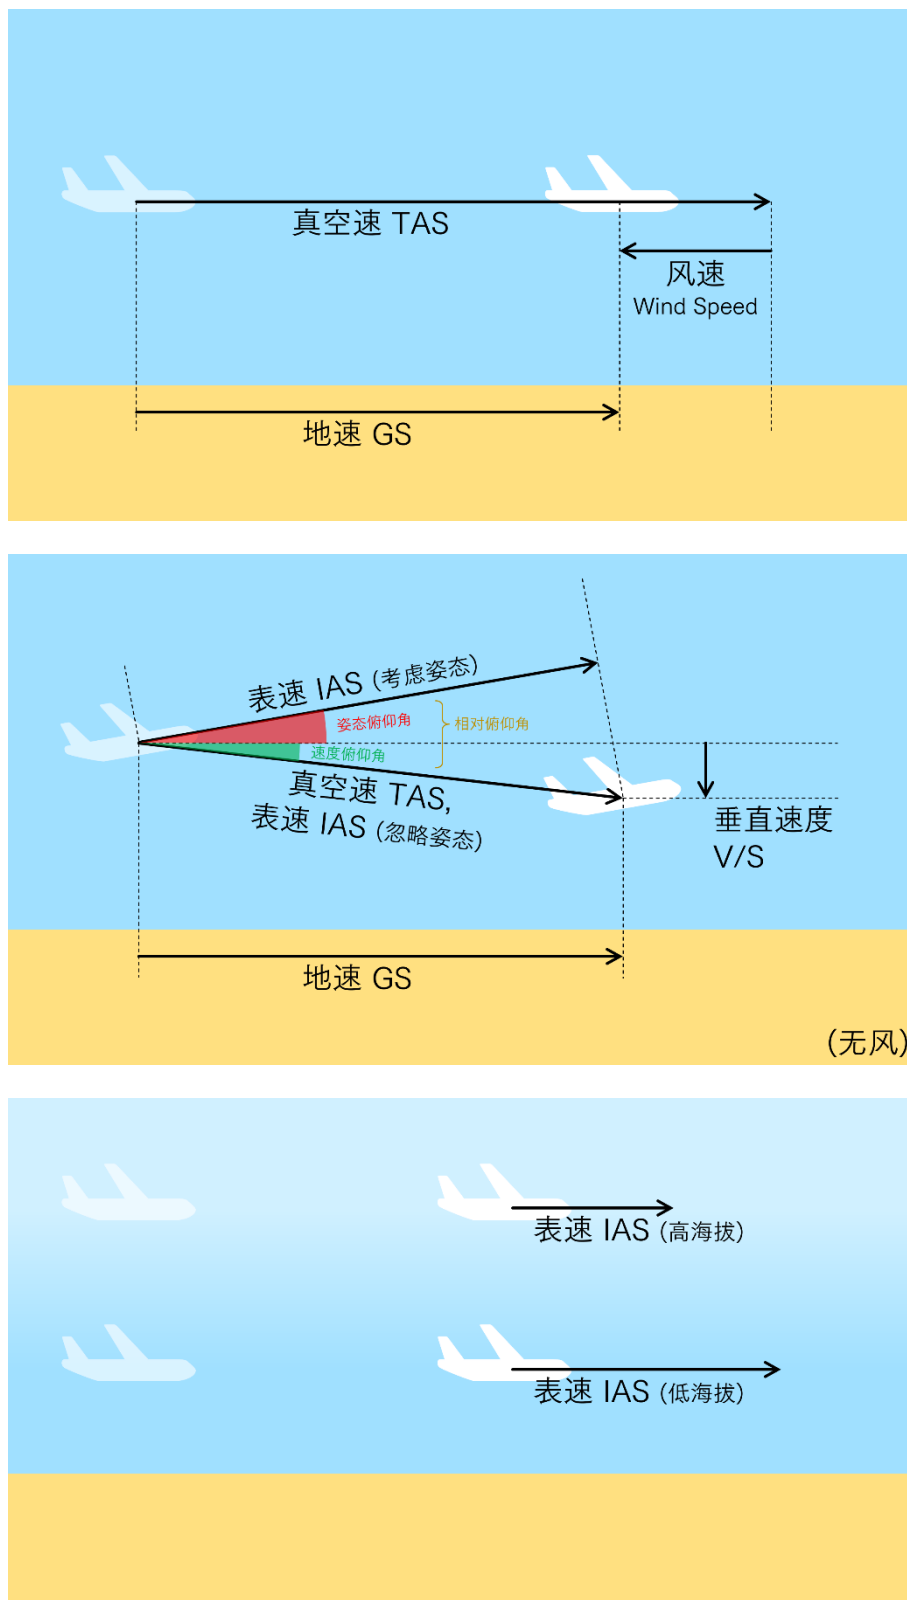 真空速 TAS
风速
Wind Speed
地速 GS
表速 IAS (考虑姿态)
姿态俯仰角
相对俯仰角
速度俯仰角
真空速 TAS,
表速 IAS (忽略姿态)
垂直速度
V/S
地速 GS
(无风)
表速 IAS (高海拔)
表速 IAS (低海拔)